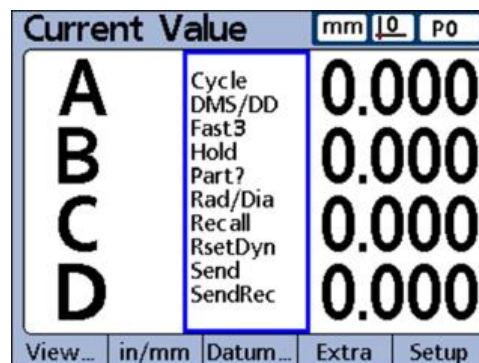 Current Value mm 0 P0
A 0.000
B 0.000
C 0.000
D 0.000
Cycle
DMS/DD
Fast3
Hold
Part?
Rad/Dia
Recall
RsetDyn
Send
SendRec
View... in/mm Datum... Extra Setup